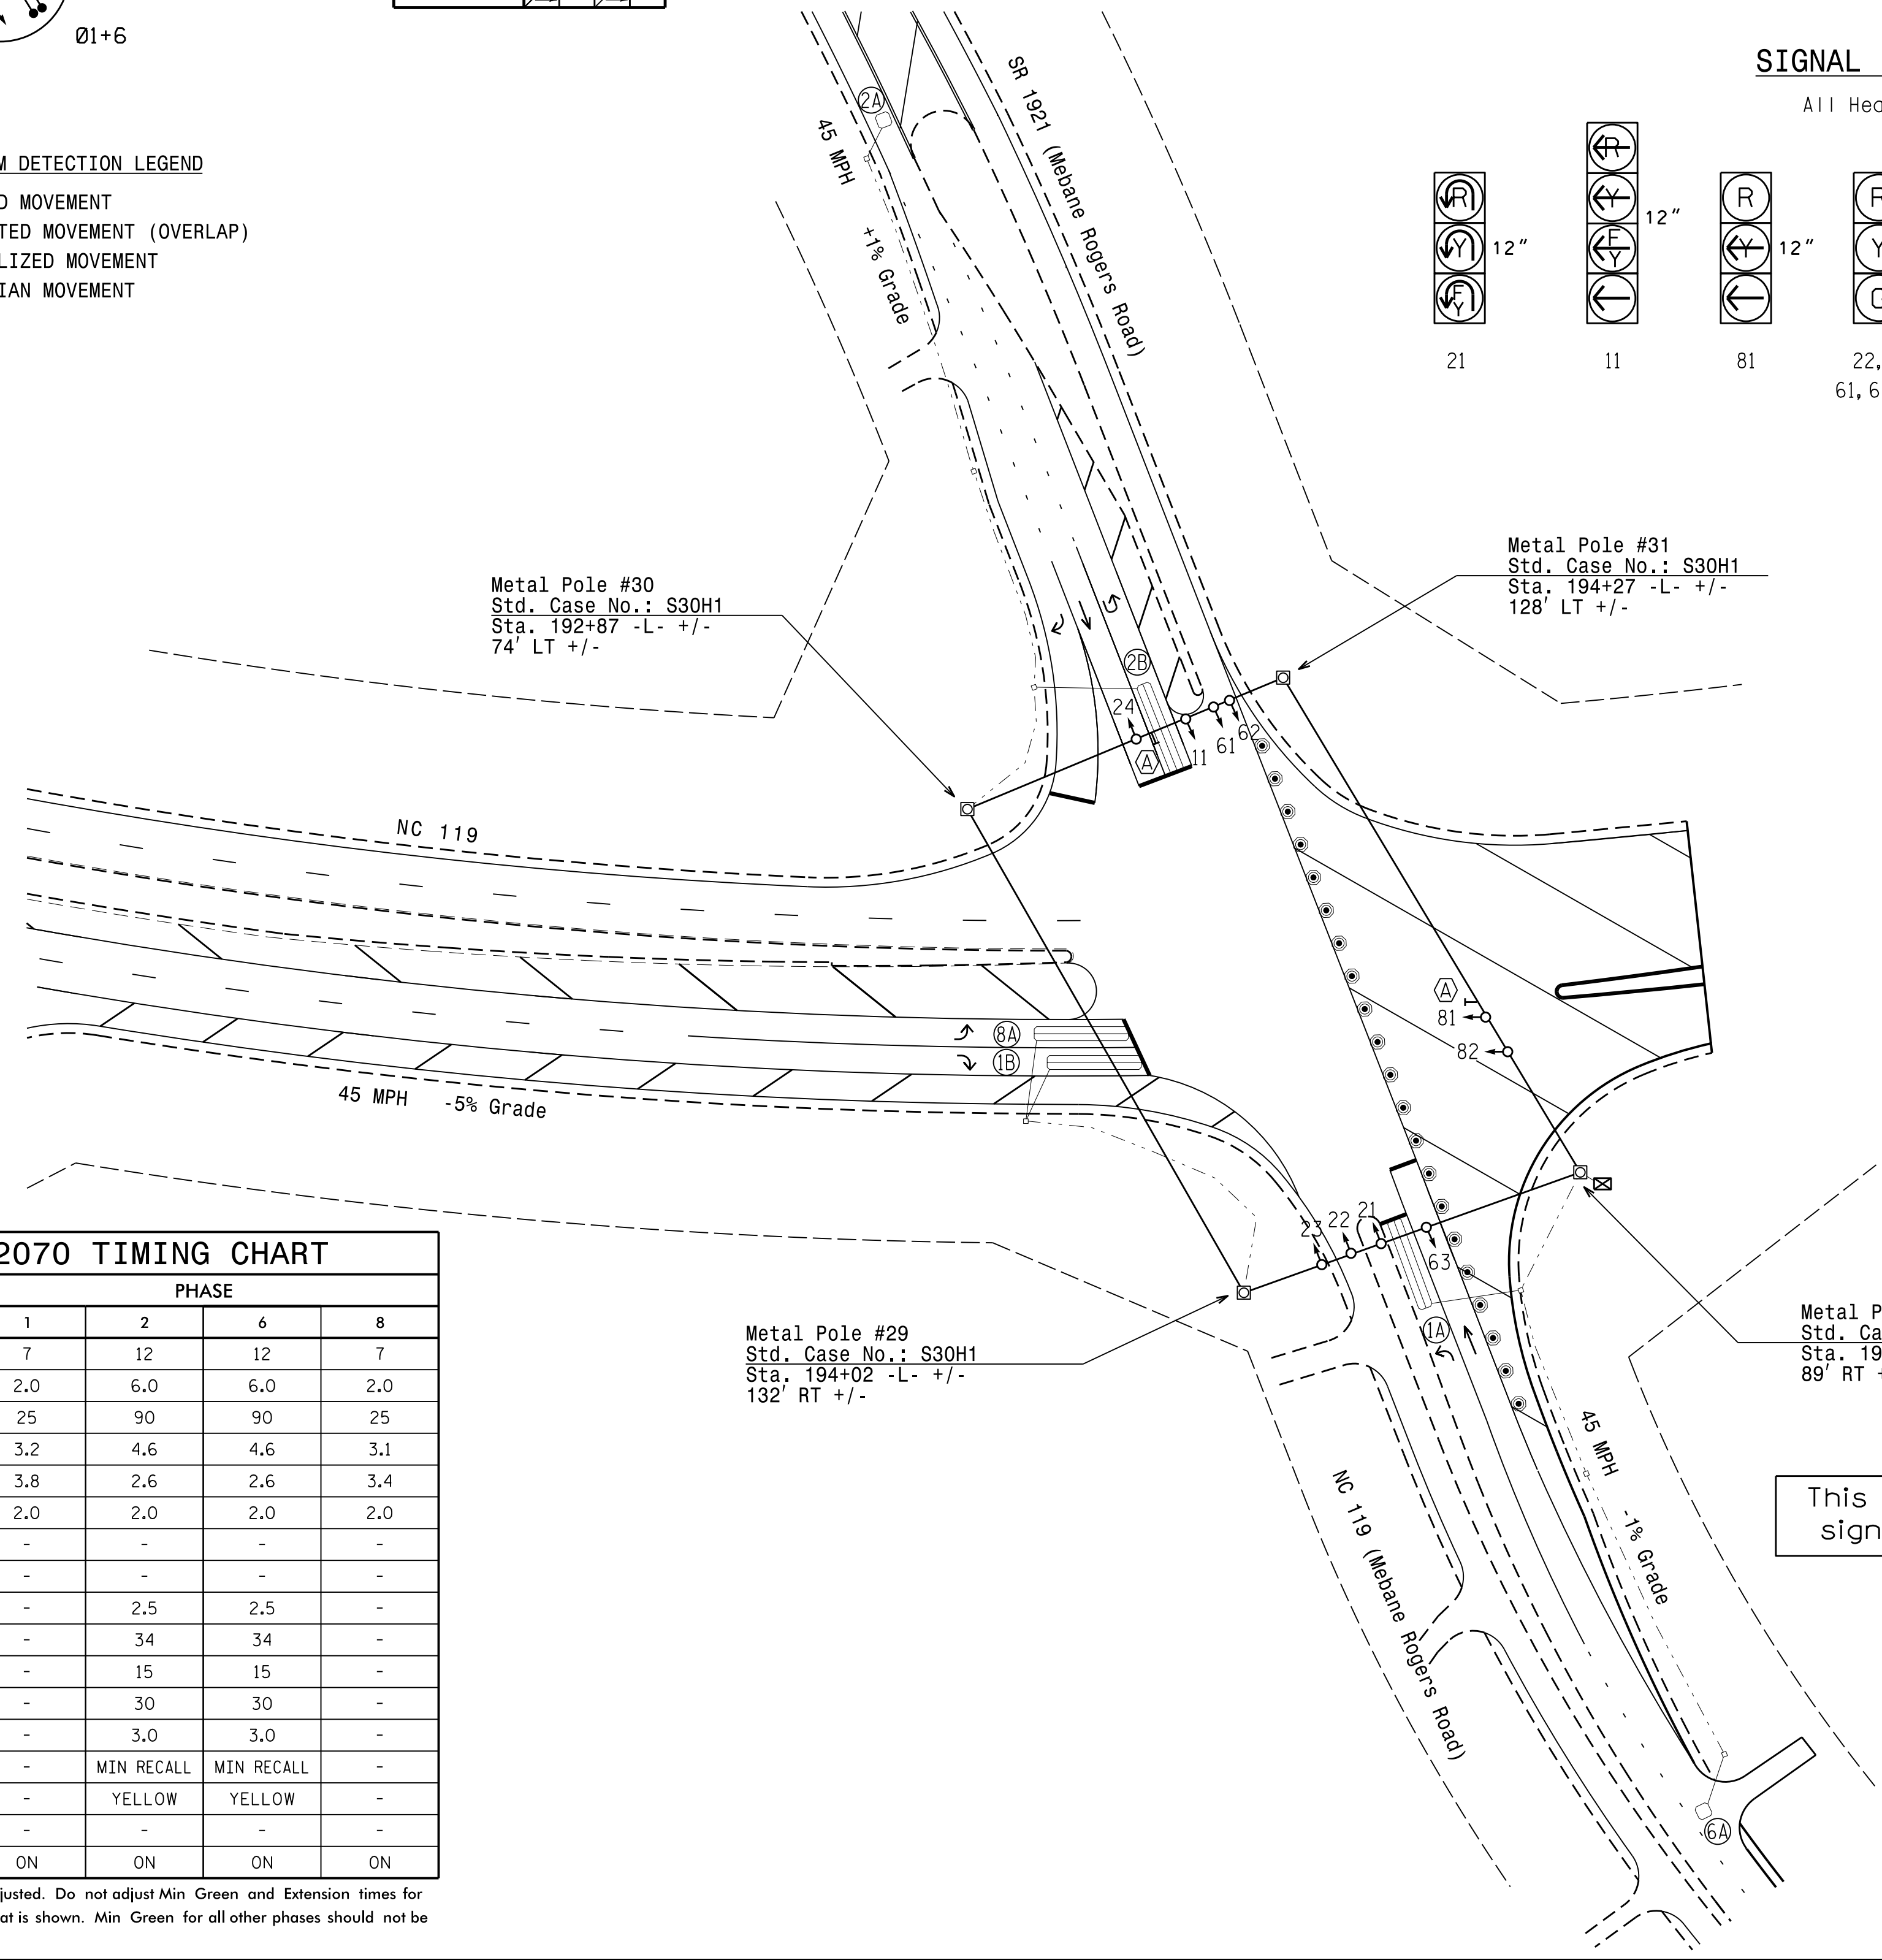 Ø1+6
M DETECTION LEGEND
D MOVEMENT
TED MOVEMENT (OVERLAP)
LIZED MOVEMENT
IAN MOVEMENT
SIGNAL
All Hea
R
Y
F
Y
12"
21
R
Y
F
Y
12"
11
R
Y
12"
81
R
Y
G
22,
61, 6
2A
45 MPH
+1% Grade
SR 1921 (Mebane Rogers Road)
Metal Pole #30
Std. Case No.: S30H1
Sta. 192+87 -L- +/-
74' LT +/-
Metal Pole #31
Std. Case No.: S30H1
Sta. 194+27 -L- +/-
128' LT +/-
2B
24
A
11
61
62
NC 119
8A
1B
45 MPH -5% Grade
A
81
82
23
22
21
63
1A
Metal Pole #29
Std. Case No.: S30H1
Sta. 194+02 -L- +/-
132' RT +/-
Metal P
Std. Ca
Sta. 19
89' RT +
45 MPH -1% Grade
NC 119 (Mebane Rogers Road)
This
sign
6A
2070 TIMING CHART
PHASE
1 2 6 8
7 12 12 7
2.0 6.0 6.0 2.0
25 90 90 25
3.2 4.6 4.6 3.1
3.8 2.6 2.6 3.4
2.0 2.0 2.0 2.0
- - - -
- - - -
- 2.5 2.5 -
- 34 34 -
- 15 15 -
- 30 30 -
- 3.0 3.0 -
- MIN RECALL MIN RECALL -
- YELLOW YELLOW -
- - - -
ON ON ON ON
justed. Do not adjust Min Green and Extension times for
at is shown. Min Green for all other phases should not be